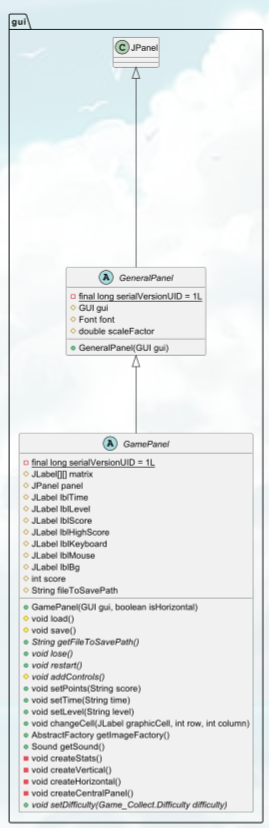 gui
C JPanel
A GeneralPanel
final long serialVersionUID = 1L
GUI gui
Font font
double scaleFactor
GeneralPanel(GUI gui)
A GamePanel
final long serialVersionUID = 1L
JLabel[][] matrix
JPanel panel
JLabel lblTime
JLabel lblLevel
JLabel lblScore
JLabel lblHighScore
JLabel lblKeyboard
JLabel lblMouse
JLabel lblBg
int score
String fileToSavePath
GamePanel(GUI gui, boolean isHorizontal)
void load()
void save()
String getFileToSavePath()
void lose()
void restart()
void addControls()
void setPoints(String score)
void setTime(String time)
void setLevel(String level)
void changeCell(JLabel graphicCell, int row, int column)
AbstractFactory getImageFactory()
Sound getSound()
void createStats()
void createVertical()
void createHorizontal()
void createCentralPanel()
void setDifficulty(Game_Collect.Difficulty difficulty)